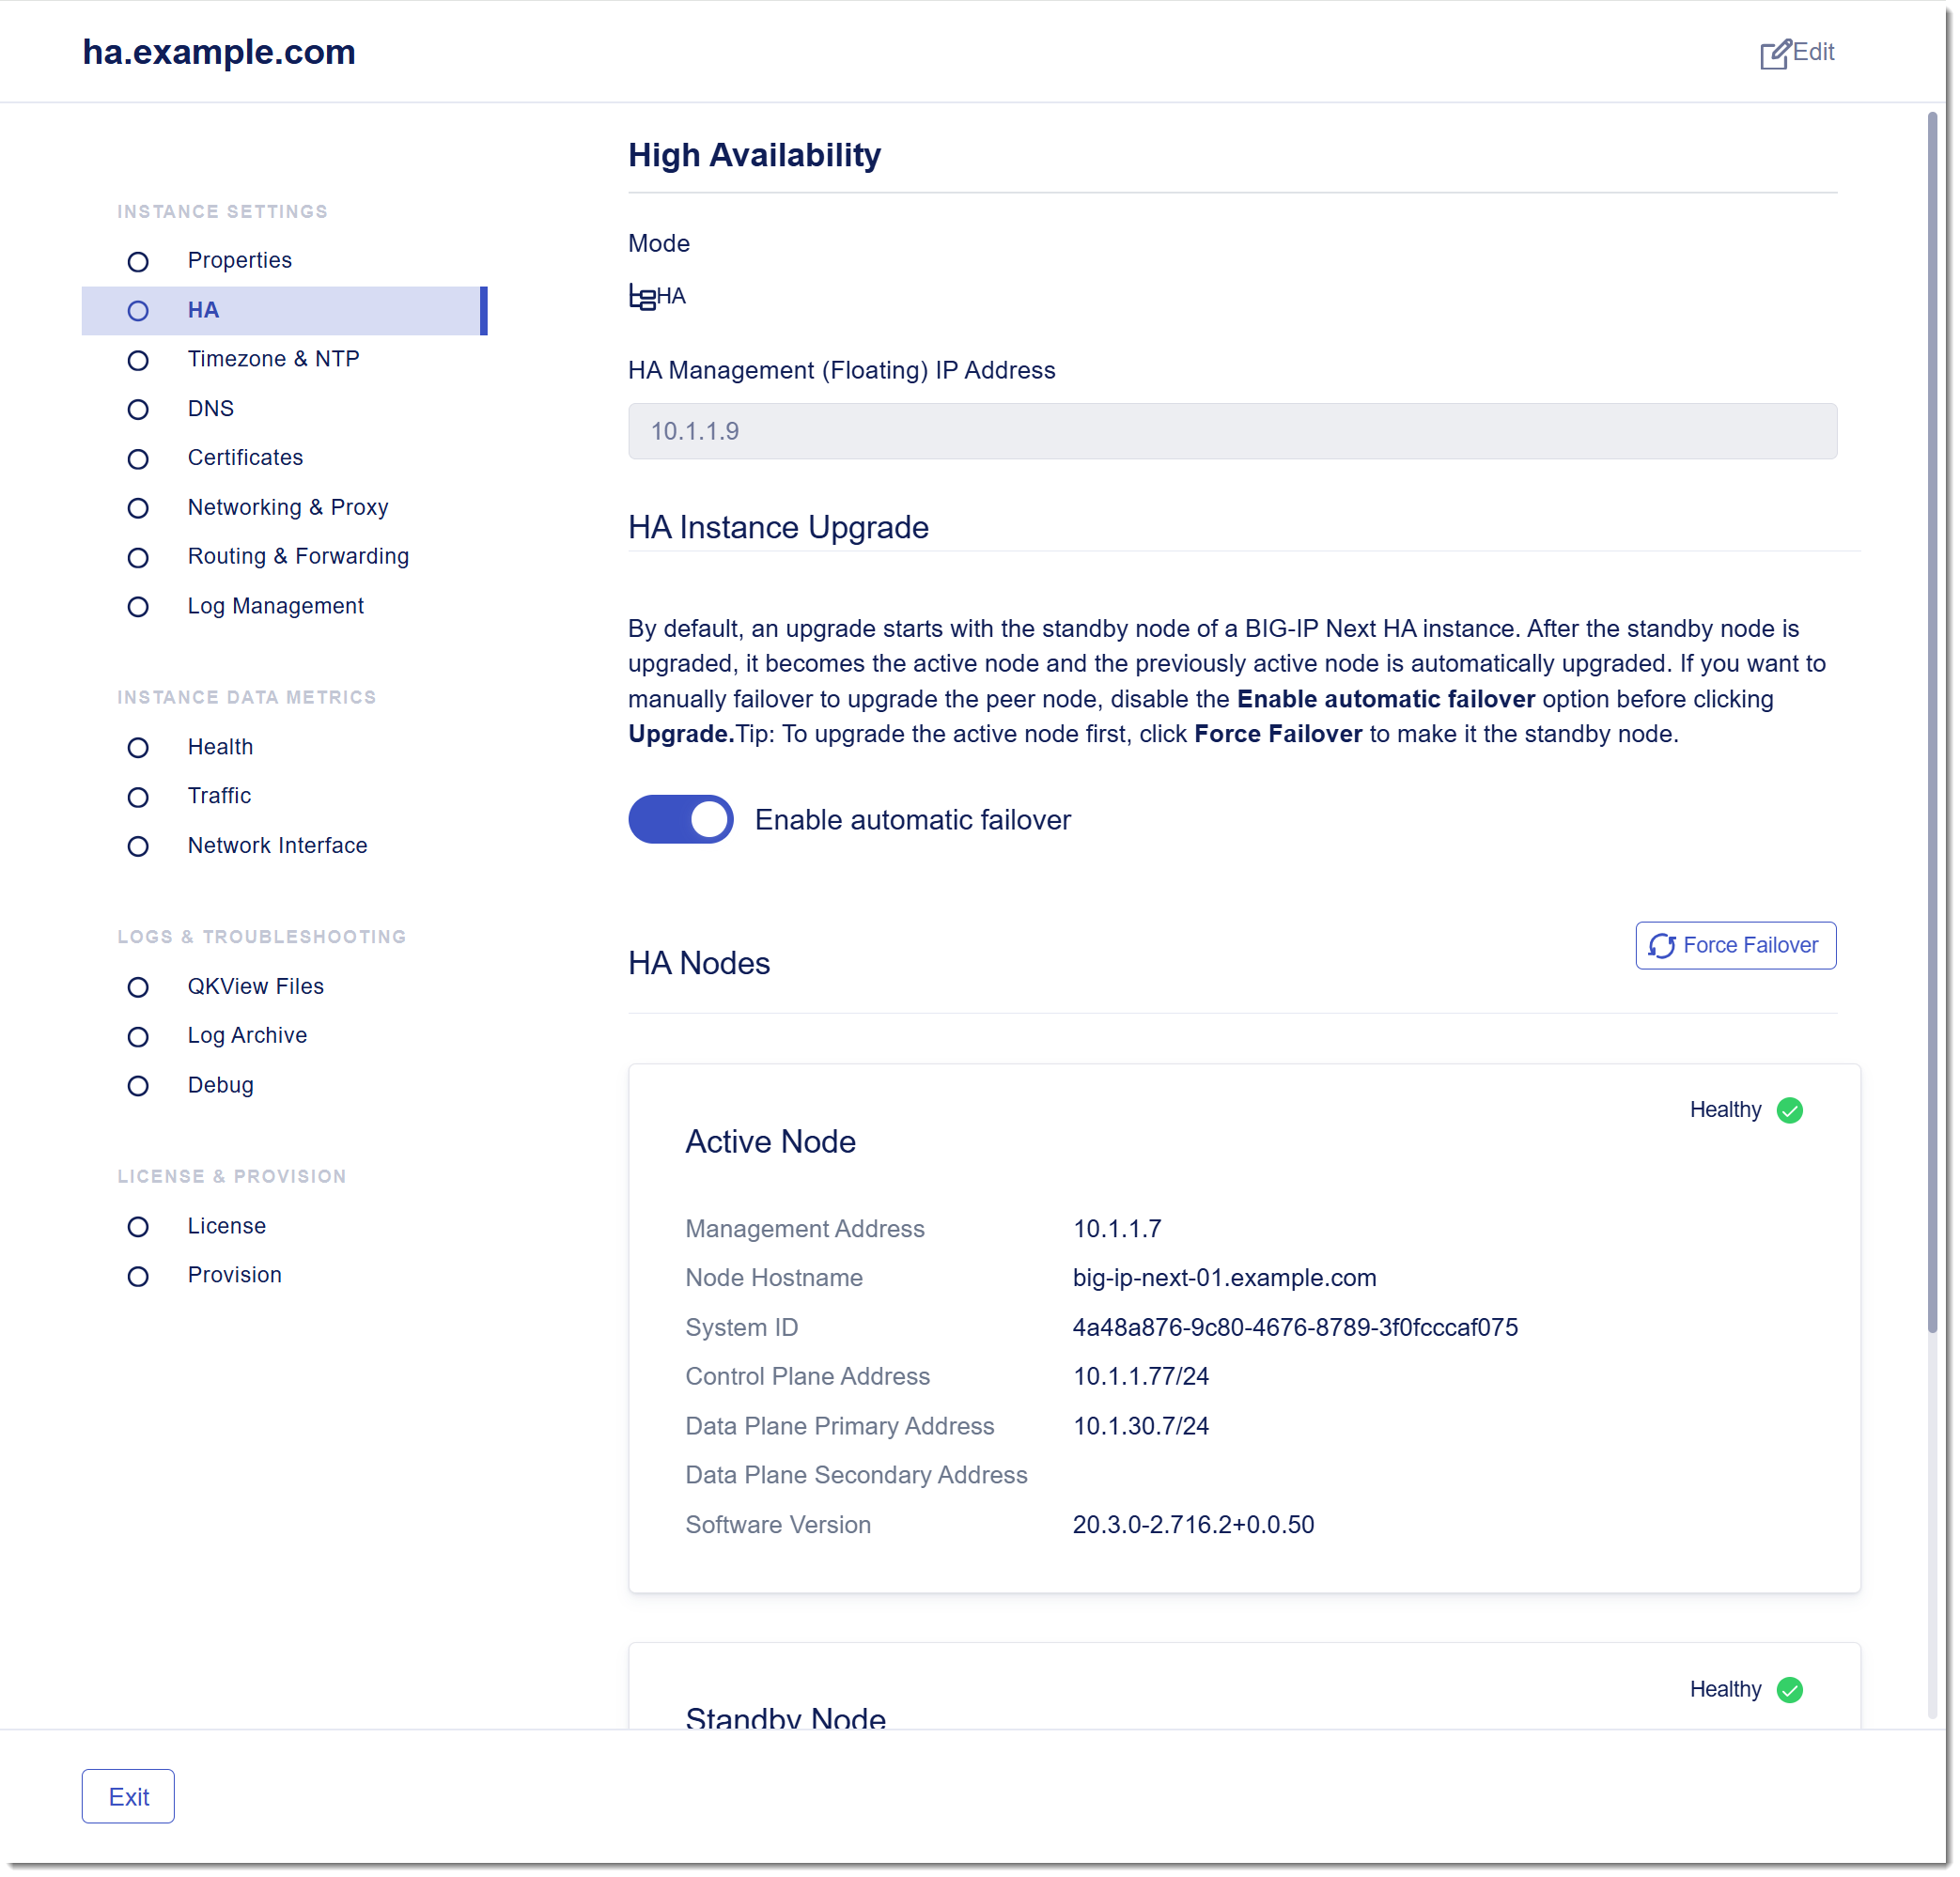 ha.example.com
Edit
INSTANCE SETTINGS
Properties
HA
Timezone & NTP
DNS
Certificates
Networking & Proxy
Routing & Forwarding
Log Management
INSTANCE DATA METRICS
Health
Traffic
Network Interface
LOGS & TROUBLESHOOTING
QKView Files
Log Archive
Debug
LICENSE & PROVISION
License
Provision
High Availability
Mode
HA
HA Management (Floating) IP Address
10.1.1.9
HA Instance Upgrade
By default, an upgrade starts with the standby node of a BIG-IP Next HA instance. After the standby node is
upgraded, it becomes the active node and the previously active node is automatically upgraded. If you want to
manually failover to upgrade the peer node, disable the Enable automatic failover option before clicking
Upgrade.Tip: To upgrade the active node first, click Force Failover to make it the standby node.
Enable automatic failover
HA Nodes
Force Failover
Healthy
Active Node
Management Address 10.1.1.7
Node Hostname big-ip-next-01.example.com
System ID 4a48a876-9c80-4676-8789-3f0fcccaf075
Control Plane Address 10.1.1.77/24
Data Plane Primary Address 10.1.30.7/24
Data Plane Secondary Address
Software Version 20.3.0-2.716.2+0.0.50
Healthy
Standby Node
Exit